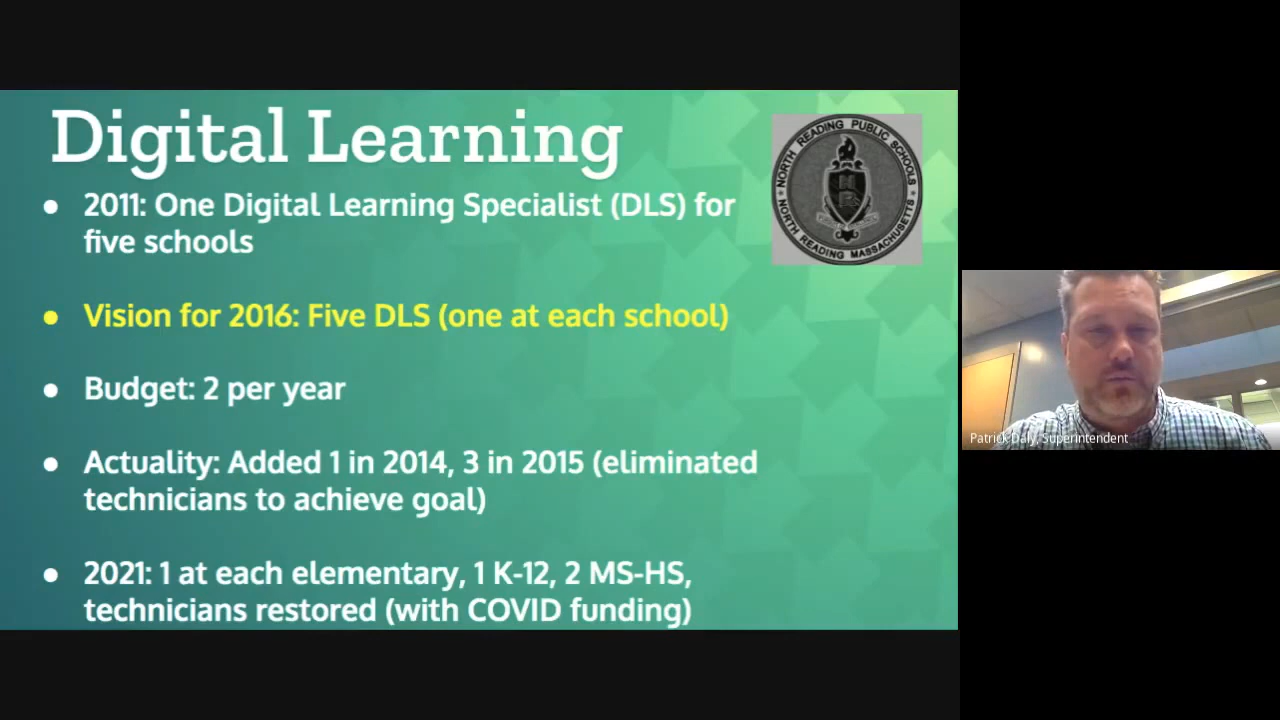 Digital Learning
NORTH READING PUBLIC SCHOOLS
NORTH READING MASSACHUSETTS
• 2011: One Digital Learning Specialist (DLS) for
five schools
• Vision for 2016: Five DLS (one at each school)
• Budget: 2 per year
• Actuality: Added 1 in 2014, 3 in 2015 (eliminated
technicians to achieve goal)
• 2021: 1 at each elementary, 1 K-12, 2 MS-HS,
technicians restored (with COVID funding)
Patrick Daly, Superintendent